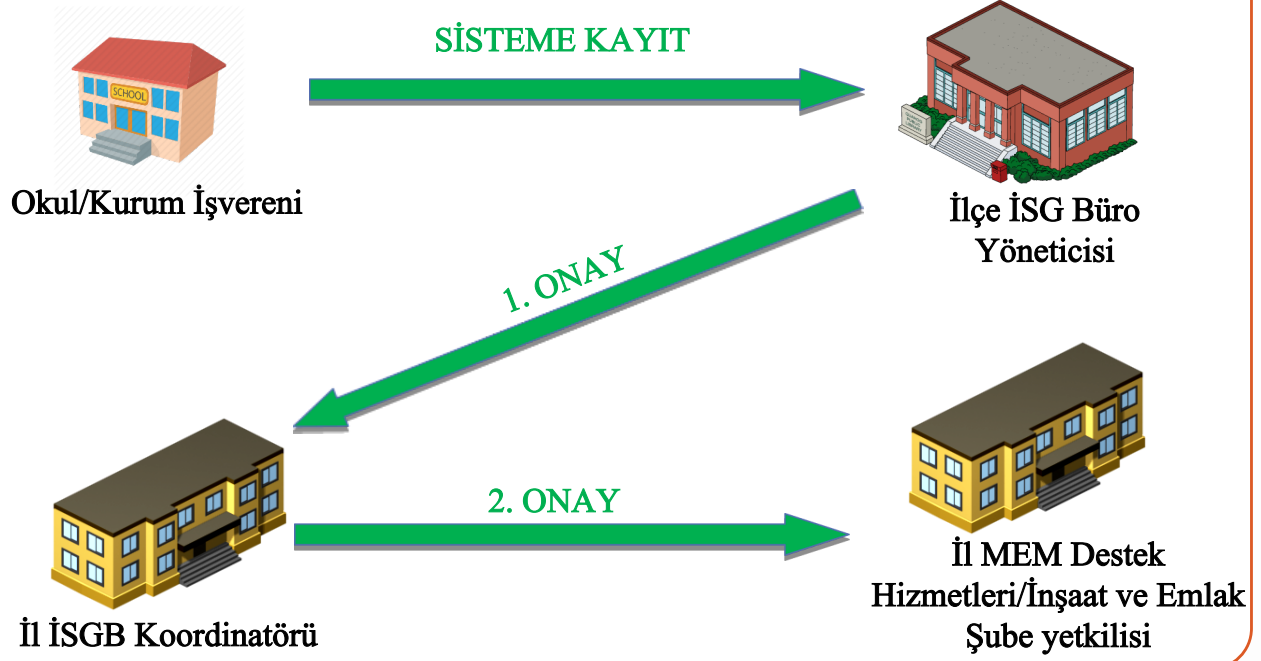 SİSTEME KAYIT
SCHOOL
Okul/Kurum İşvereni
İlçe İSG Büro
Yöneticisi
1. ONAY
2. ONAY
İl İSGB Koordinatörü
İl MEM Destek
Hizmetleri/İnşaat ve Emlak
Şube yetkilisi